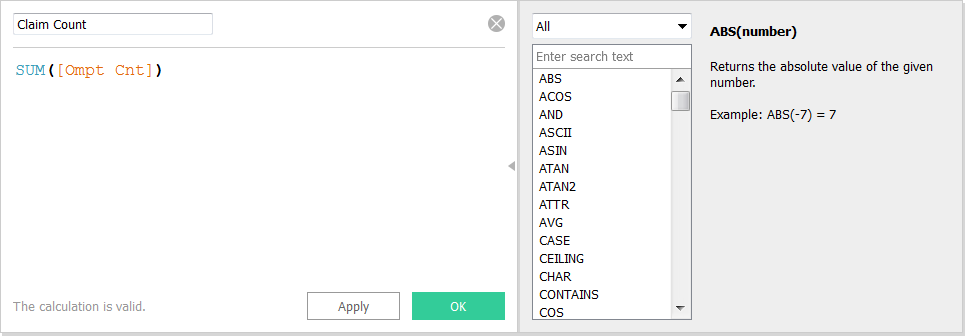 Claim Count
SUM([Ompt Cnt])
The calculation is valid.
Apply
OK
All
Enter search text
ABS
ACOS
AND
ASCII
ASIN
ATAN
ATAN2
ATTR
AVG
CASE
CEILING
CHAR
CONTAINS
COS
ABS(number)
Returns the absolute value of the given
number.
Example: ABS(-7) = 7